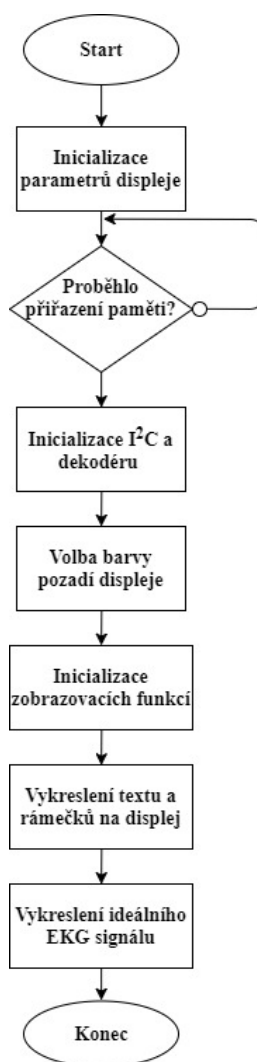 Start
Inicializace
parametrů displeje
Proběhlo
přiřazení paměti?
Inicializace I²C a
dekodéru
Volba barvy
pozadí displeje
Inicializace
zobrazovacích funkcí
Vykreslení textu a
rámečků na displej
Vykreslení ideálního
EKG signálu
Konec